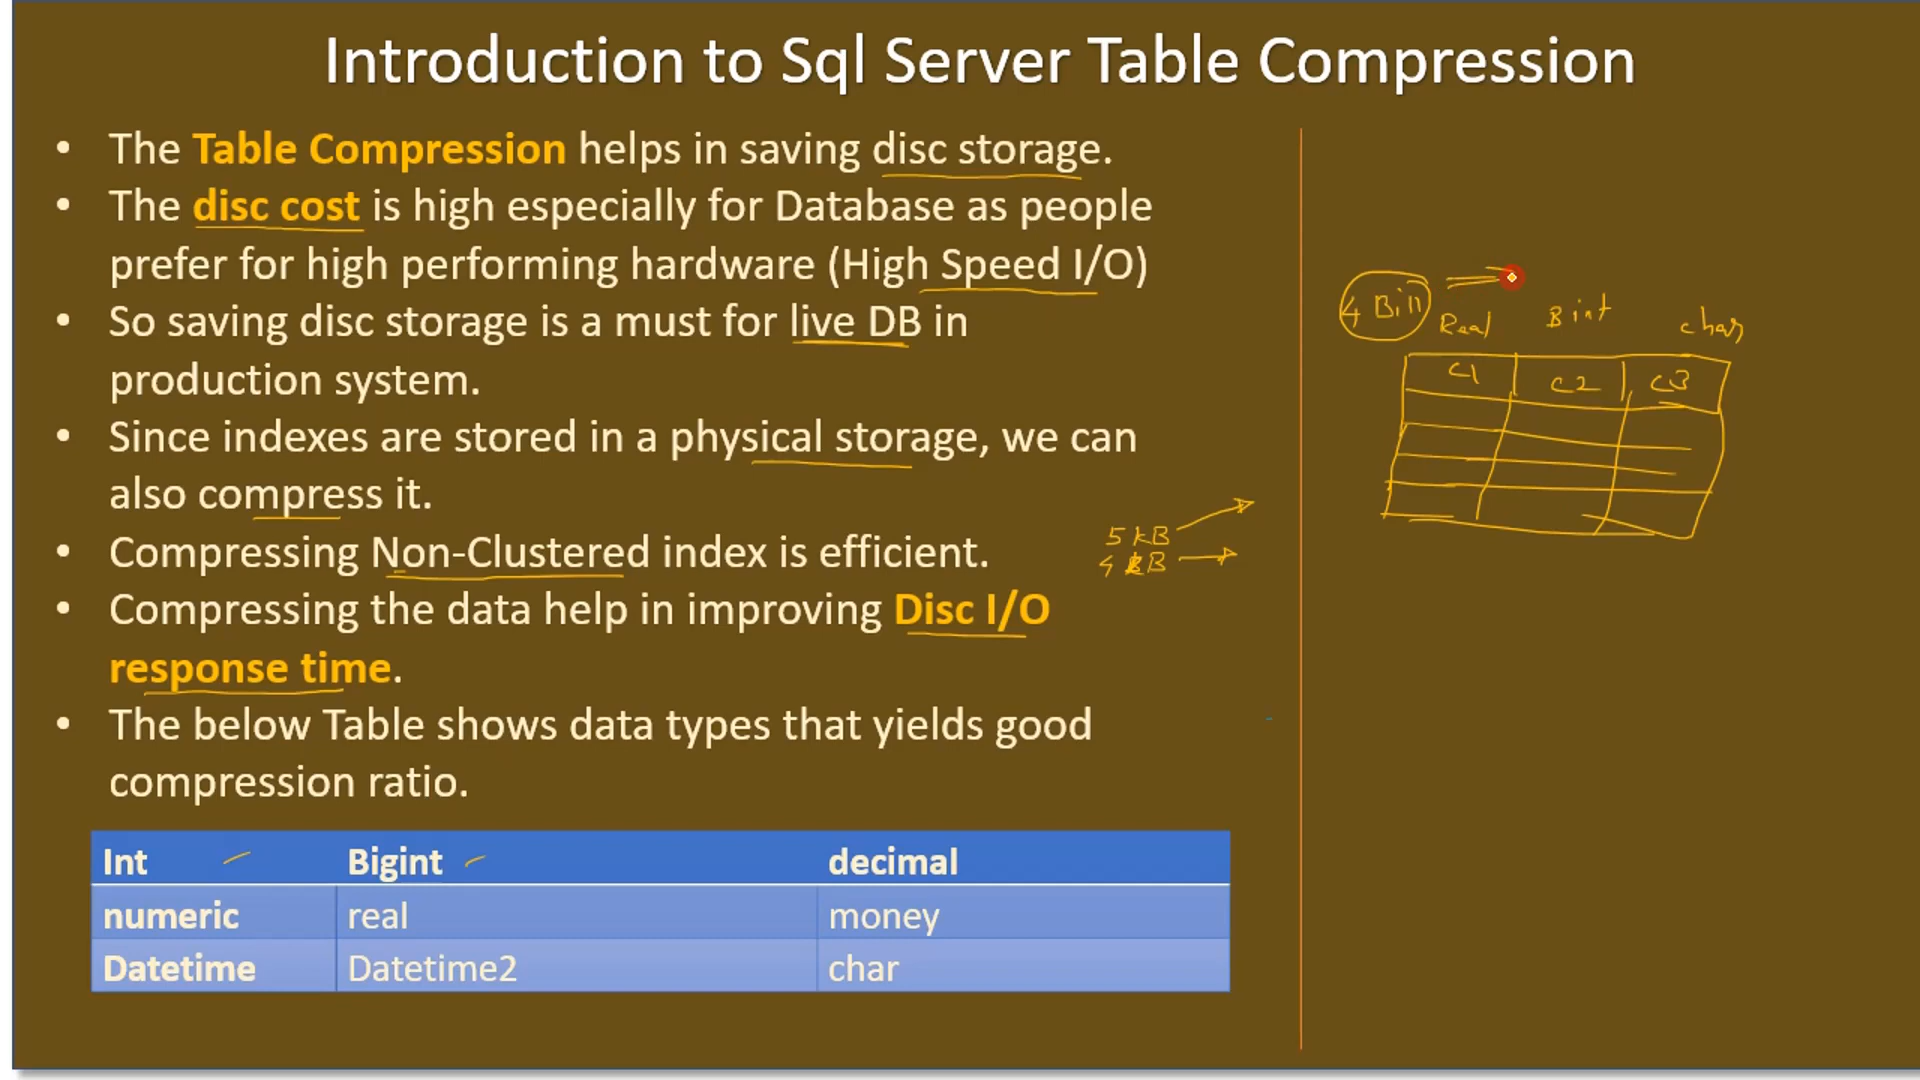 Introduction to Sql Server Table Compression
• The Table Compression helps in saving disc storage.
• The disc cost is high especially for Database as people
prefer for high performing hardware (High Speed I/O)
• So saving disc storage is a must for live DB in
production system.
• Since indexes are stored in a physical storage, we can
also compress it.
• Compressing Non-Clustered index is efficient.
• Compressing the data help in improving Disc I/O
response time.
• The below Table shows data types that yields good
compression ratio.
Int Bigint decimal
numeric real money
Datetime Datetime2 char
5 kB
4 Bill
Real B int char
C1 C2 C3